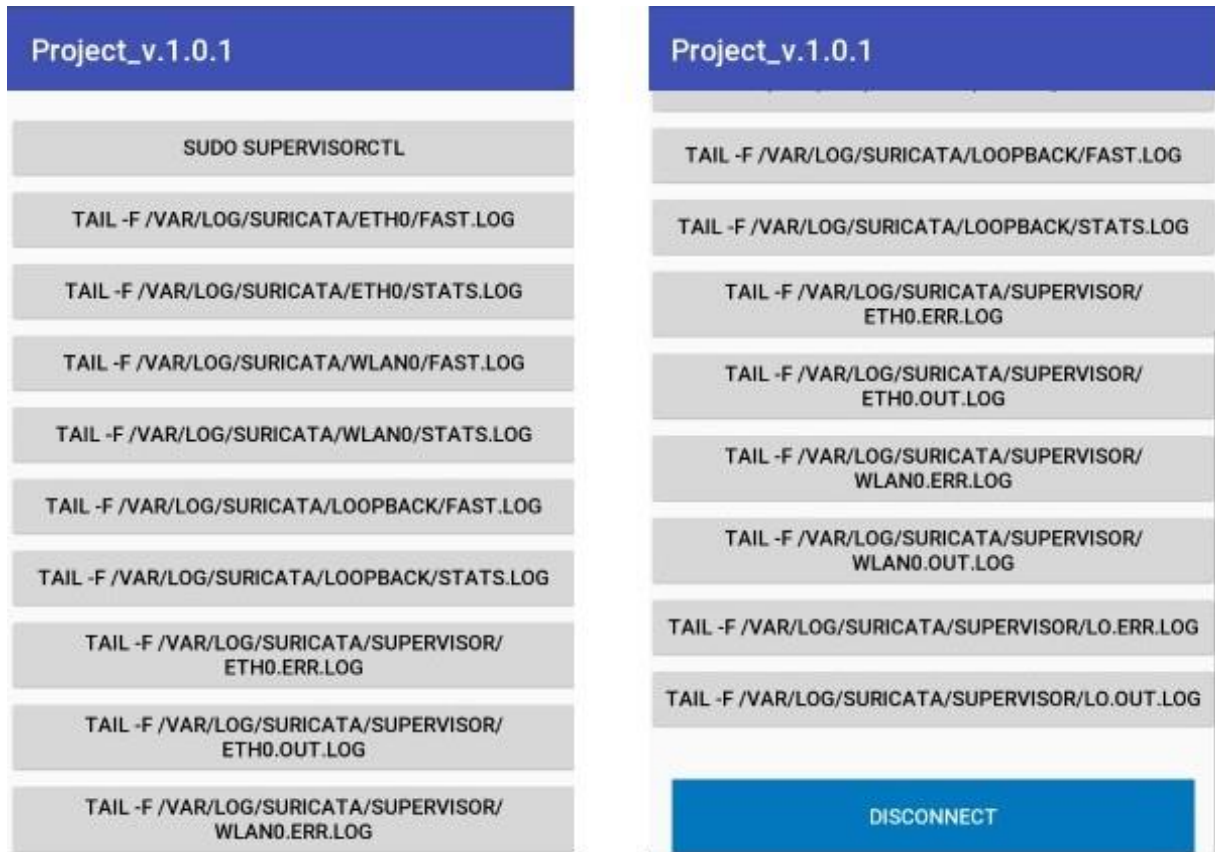 Project_v.1.0.1
SUDO SUPERVISORCTL
TAIL -F /VAR/LOG/SURICATA/ETH0/FAST.LOG
TAIL -F /VAR/LOG/SURICATA/ETH0/STATS.LOG
TAIL -F /VAR/LOG/SURICATA/WLAN0/FAST.LOG
TAIL -F /VAR/LOG/SURICATA/WLAN0/STATS.LOG
TAIL -F /VAR/LOG/SURICATA/LOOPBACK/FAST.LOG
TAIL -F /VAR/LOG/SURICATA/LOOPBACK/STATS.LOG
TAIL -F /VAR/LOG/SURICATA/SUPERVISOR/
ETH0.ERR.LOG
TAIL -F /VAR/LOG/SURICATA/SUPERVISOR/
ETH0.OUT.LOG
TAIL -F /VAR/LOG/SURICATA/SUPERVISOR/
WLAN0.ERR.LOG
Project_v.1.0.1
TAIL -F /VAR/LOG/SURICATA/LOOPBACK/FAST.LOG
TAIL -F /VAR/LOG/SURICATA/LOOPBACK/STATS.LOG
TAIL -F /VAR/LOG/SURICATA/SUPERVISOR/
ETH0.ERR.LOG
TAIL -F /VAR/LOG/SURICATA/SUPERVISOR/
ETH0.OUT.LOG
TAIL -F /VAR/LOG/SURICATA/SUPERVISOR/
WLAN0.ERR.LOG
TAIL -F /VAR/LOG/SURICATA/SUPERVISOR/
WLAN0.OUT.LOG
TAIL -F /VAR/LOG/SURICATA/SUPERVISOR/LO.ERR.LOG
TAIL -F /VAR/LOG/SURICATA/SUPERVISOR/LO.OUT.LOG
DISCONNECT